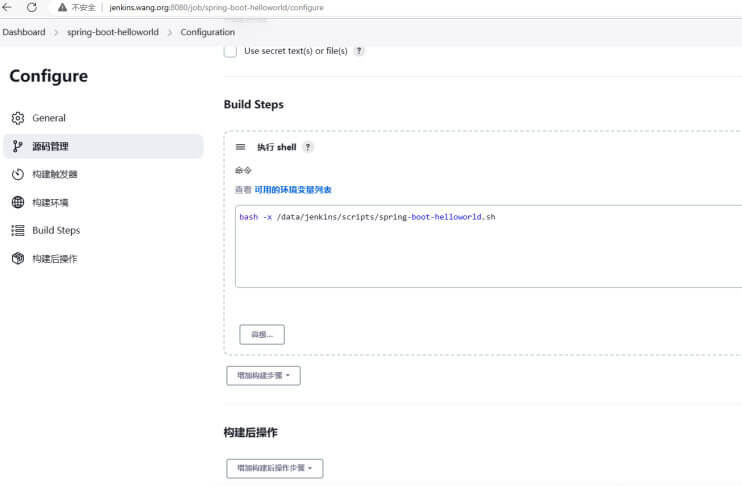 不安全 jenkins.wang.org:8080/job/spring-boot-helloworld/configure
Dashboard > spring-boot-helloworld > Configuration
Use secret text(s) or file(s) ?
Configure
Build Steps
General
源码管理
执行 shell ?
构建触发器
命令
查看 可用的环境变量列表
构建环境
bash -x /data/jenkins/scripts/spring-boot-helloworld.sh
Build Steps
构建后操作
高级...
增加构建步骤
构建后操作
增加构建后操作步骤